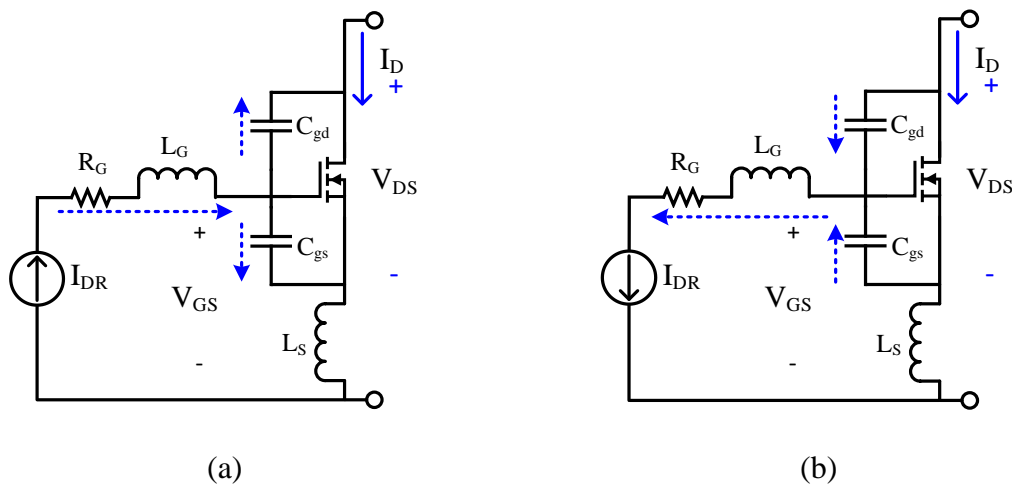 I_D
+
C_gd
L_G
R_G
V_DS
+
C_gs
I_DR
-
V_GS
L_S
-
(a)
I_D
+
C_gd
L_G
R_G
V_DS
+
C_gs
I_DR
-
V_GS
L_S
-
(b)